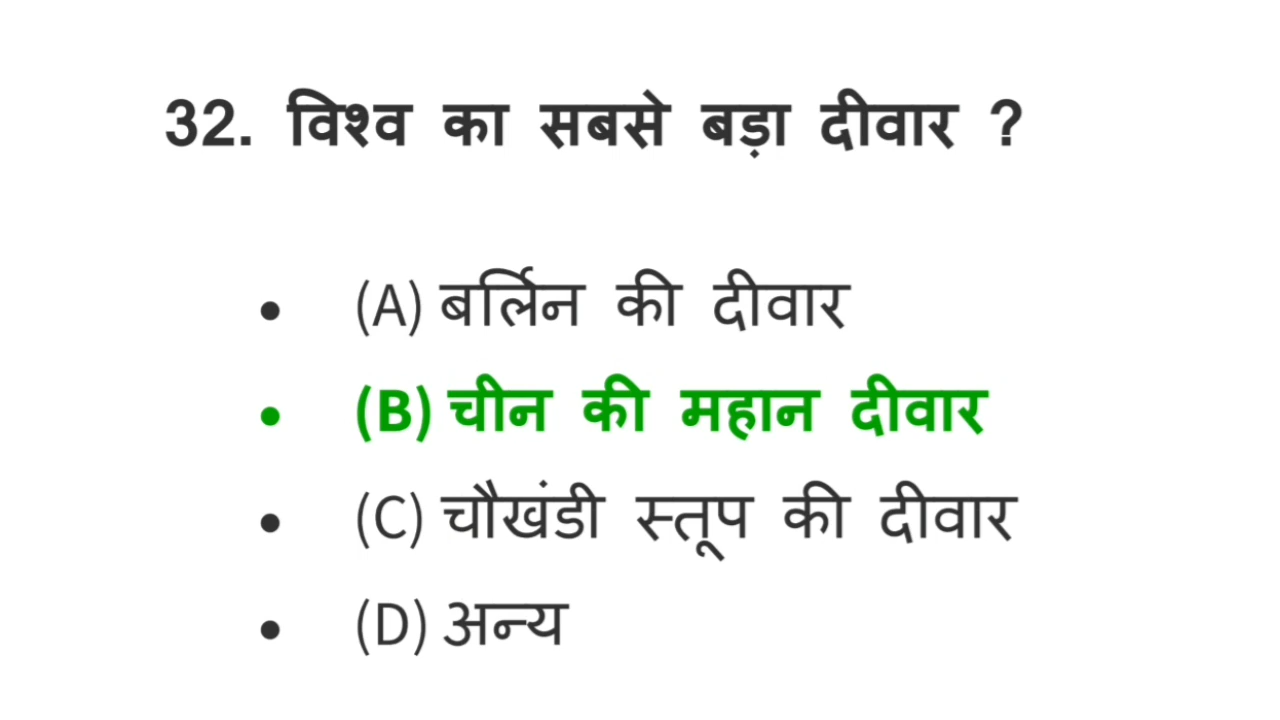 32. विश्व का सबसे बड़ा दीवार ?
• (A) बर्लिन की दीवार
• (B) चीन की महान दीवार
• (C) चौखंडी स्तूप की दीवार
• (D) अन्य